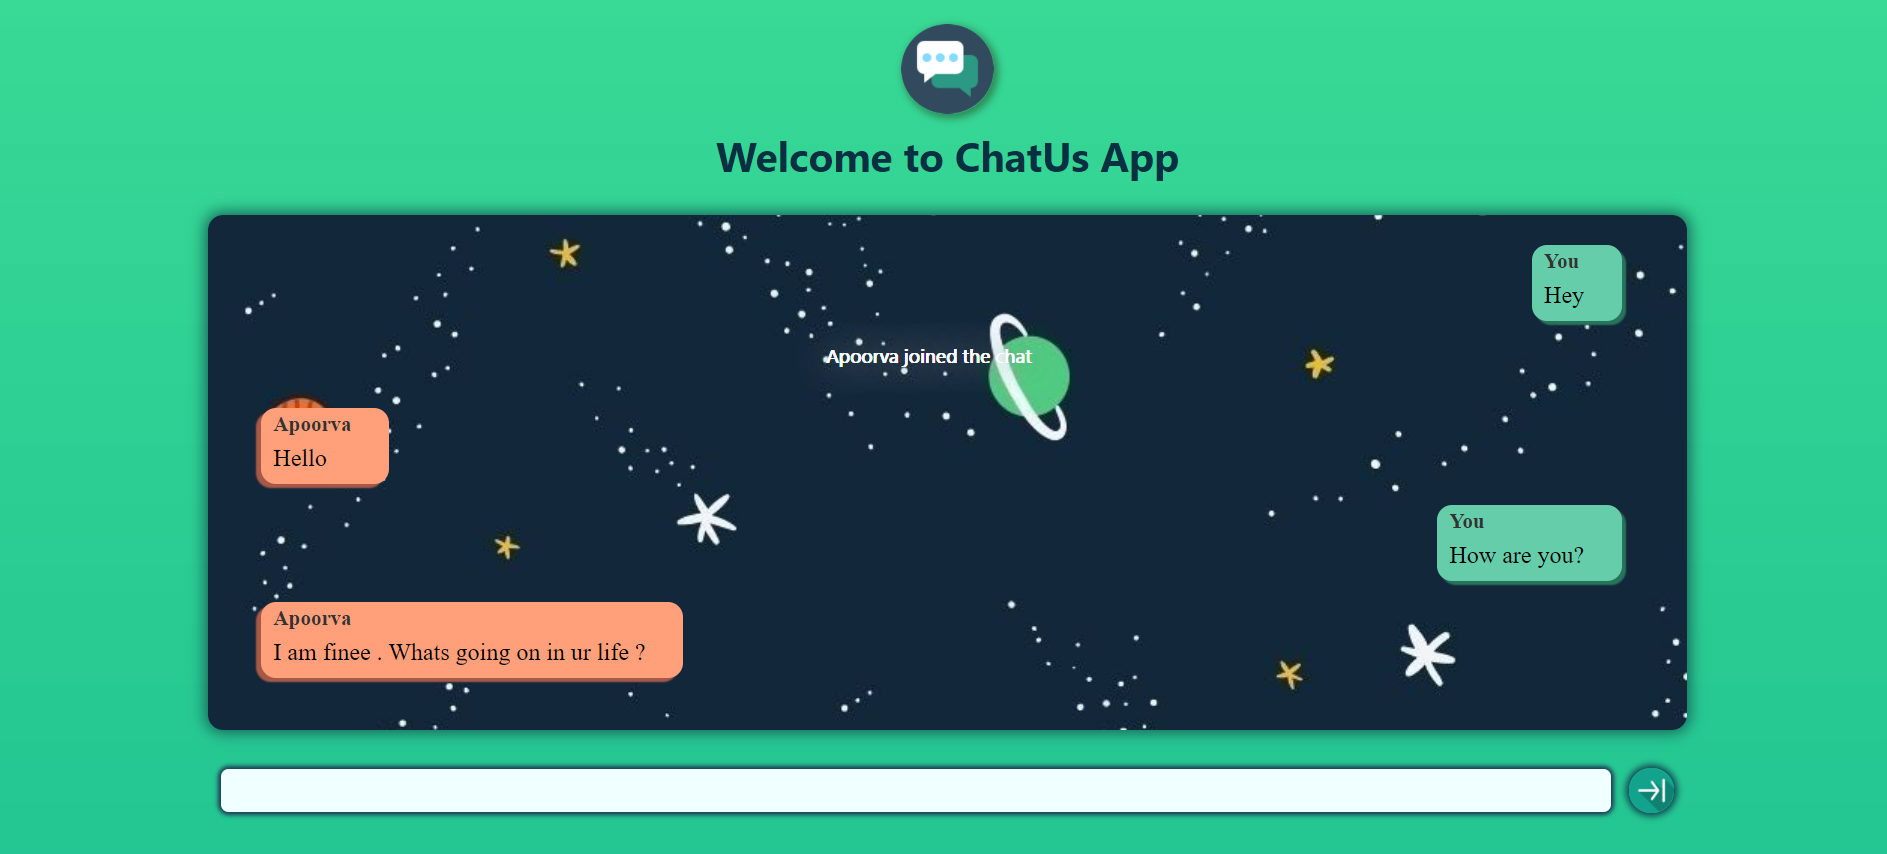 Welcome to ChatUs App
You
Hey
Apoorva joined the chat
Apoorva
Hello
You
How are you?
Apoorva
I am finee . Whats going on in ur life ?